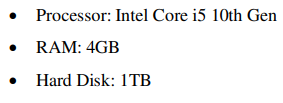 • Processor: Intel Core i5 10th Gen
• RAM: 4GB
• Hard Disk: 1TB